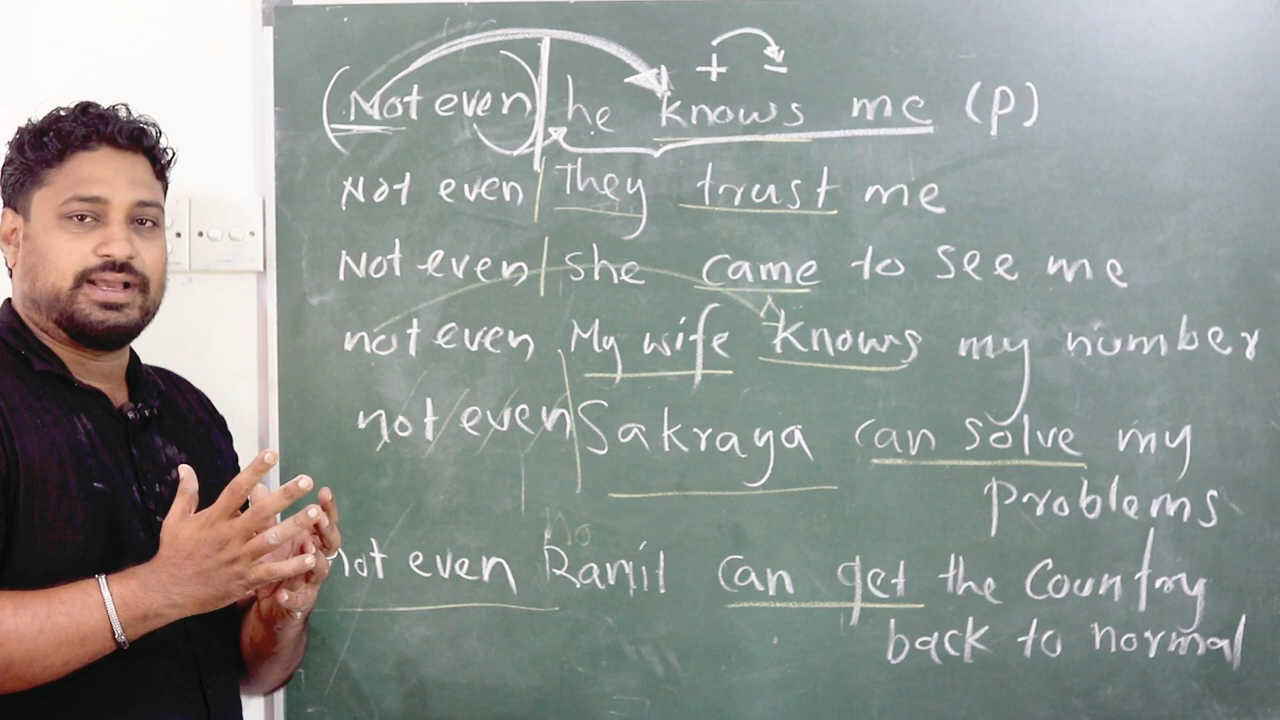 + -
(Not even) he knows me (P)
Not even They trust me
Not even she came to see me
not even My wife knows my number
not even Sakraya can solve my
problems
no
not even Ranil can get the Country
back to normal